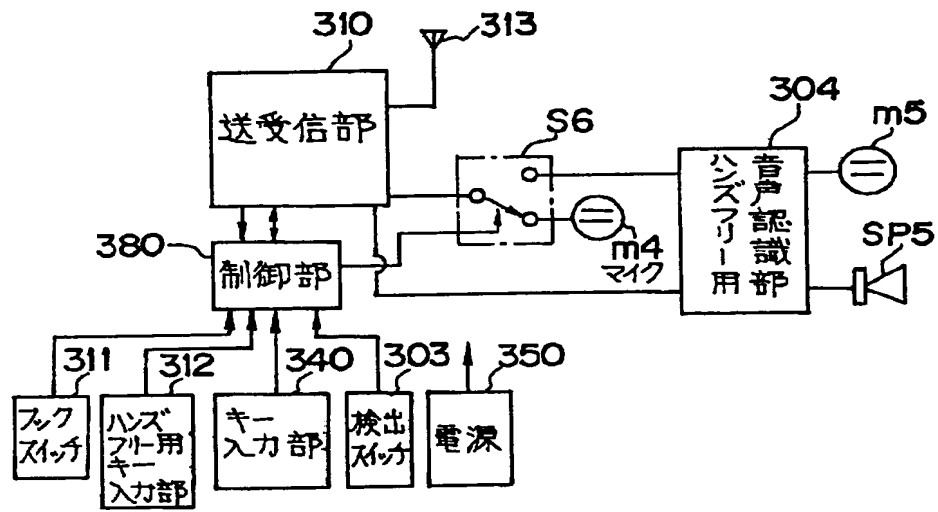 310
313
送受信部
S6
304
m5
ハンズフリー用
音声認識部
m4
マイク
SP5
380
制御部
311
312
340
303
350
フック
スイッチ
ハンズ
フリー用
キー
入力部
キー
入力部
検出
スイッチ
電源